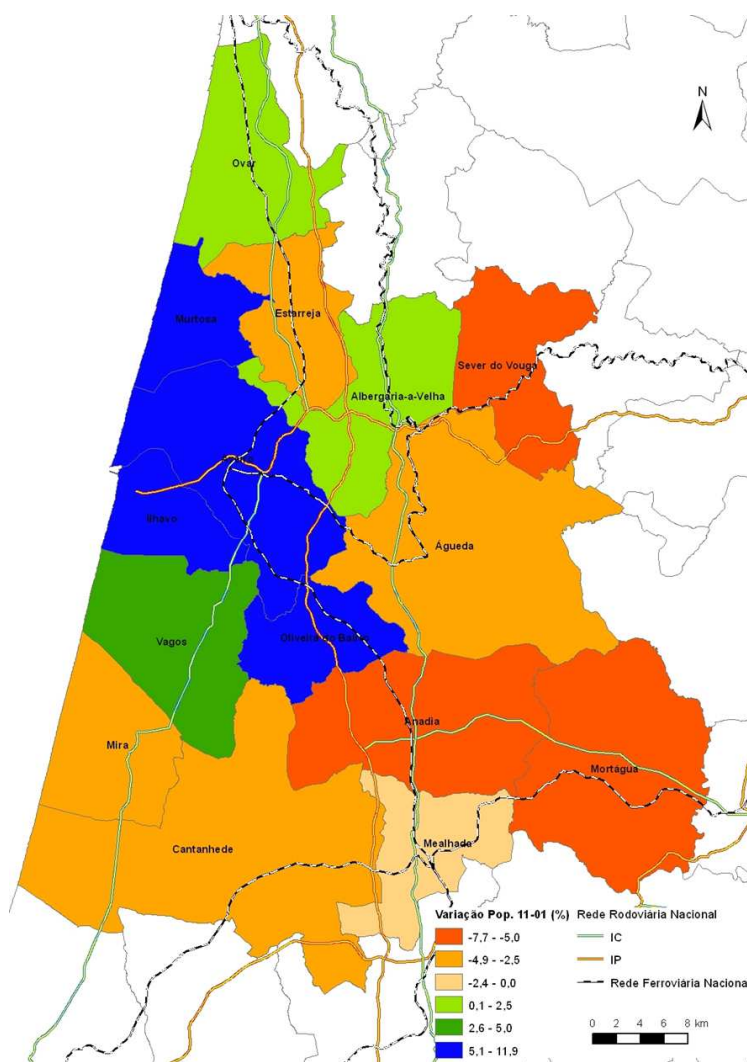 N
Ovar
Murtosa
Estarreja
Sever do Vouga
Albergaria-a-Velha
Ílhavo
Águeda
Oliveira do Bairro
Vagos
Anadia
Mira
Mortágua
Mealhada
Cantanhede
Variação Pop. 11-01 (%)
-7,7 - -5,0
-4,9 - -2,5
-2,4 - 0,0
0,1 - 2,5
2,6 - 5,0
5,1 - 11,9
Rede Rodoviária Nacional
IC
IP
Rede Ferroviária Nacional
0 2 4 6 8 km